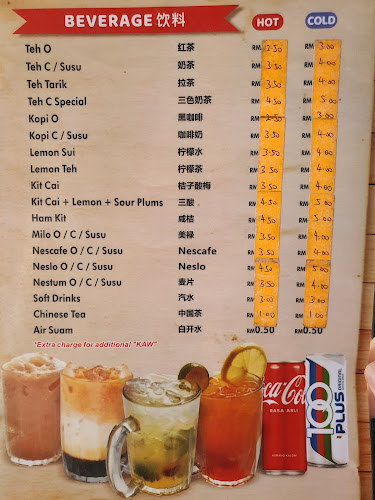 BEVERAGE 饮料 HOT COLD
Teh O 红茶 RM 2.50 RM 3.00
Teh C / Susu 奶茶 RM 3.50 RM 4.00
Teh Tarik 拉茶 RM 3.50 RM 4.00
Teh C Special 三色奶茶 RM 4.50 RM 5.00
Kopi O 黑咖啡 RM 2.50 RM 3.00
Kopi C / Susu 咖啡奶 RM 3.50 RM 4.00
Lemon Sui 柠檬水 RM 3.50 RM 4.00
Lemon Teh 柠檬茶 RM 3.50 RM 4.00
Kit Cai 桔子酸梅 RM 3.50 RM 4.00
Kit Cai + Lemon + Sour Plums 三酸 RM 4.50 RM 5.00
Ham Kit 咸桔 RM 4.50 RM 5.00
Milo O / C / Susu 美禄 RM 3.50 RM 4.00
Nescafe O / C / Susu Nescafe RM 3.50 RM 4.00
Neslo O / C / Susu Neslo RM 4.50 RM 5.00
Nestum O / C / Susu 麦片 RM 3.50 RM 4.00
Soft Drinks 汽水 RM 3.00 RM 3.00
Chinese Tea 中国茶 RM 1.00 RM 1.00
Air Suam 白开水 RM0.50 RM0.50
*Extra charge for additional "KAW"
Coca-Cola
RASA ASLI
100
PLUS
ORIGINAL